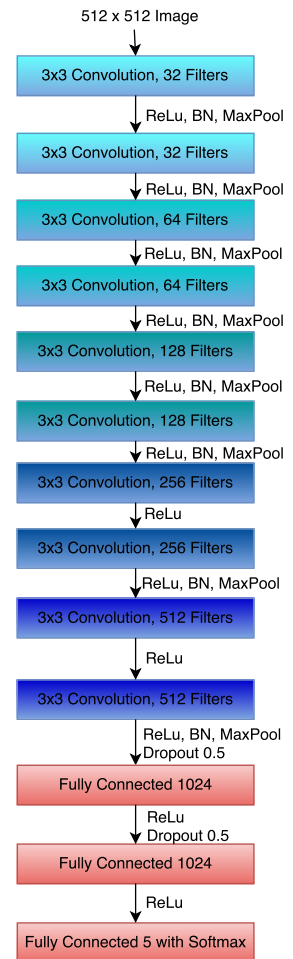 512 x 512 Image
3x3 Convolution, 32 Filters
ReLu, BN, MaxPool
3x3 Convolution, 32 Filters
ReLu, BN, MaxPool
3x3 Convolution, 64 Filters
ReLu, BN, MaxPool
3x3 Convolution, 64 Filters
ReLu, BN, MaxPool
3x3 Convolution, 128 Filters
ReLu, BN, MaxPool
3x3 Convolution, 128 Filters
ReLu, BN, MaxPool
3x3 Convolution, 256 Filters
ReLu
3x3 Convolution, 256 Filters
ReLu, BN, MaxPool
3x3 Convolution, 512 Filters
ReLu
3x3 Convolution, 512 Filters
ReLu, BN, MaxPool
Dropout 0.5
Fully Connected 1024
ReLu
Dropout 0.5
Fully Connected 1024
ReLu
Fully Connected 5 with Softmax